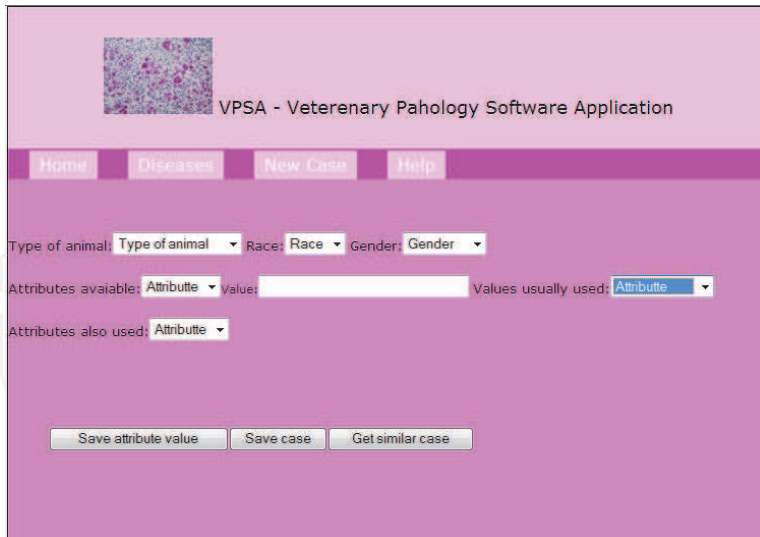 VPSA - Veterenary Pahology Software Application
Home Diseases New Case Help
Type of animal: Type of animal Race: Race Gender: Gender
Attributes avaiable: Attributte Value: Values usually used: Attributte
Attributes also used: Attributte
Save attribute value Save case Get similar case